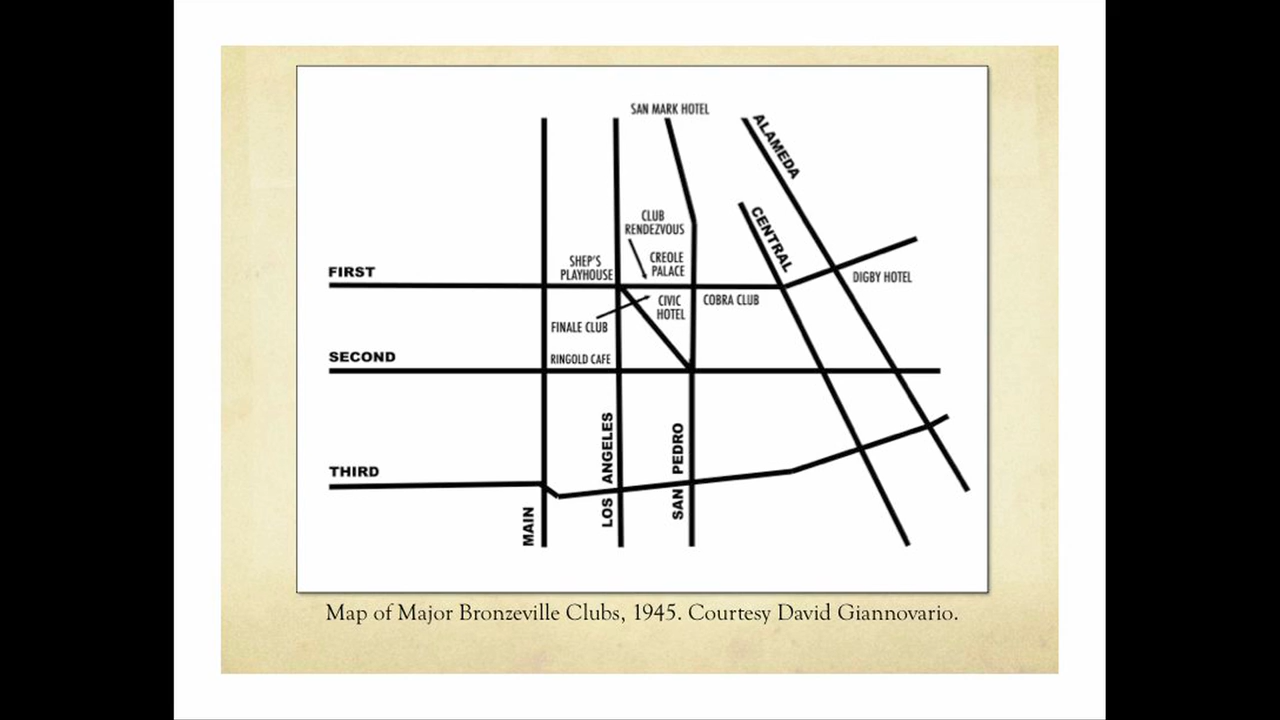 SAN MARK HOTEL
ALAMEDA
CENTRAL
CLUB
RENDEZVOUS
SHEP'S
PLAYHOUSE
CREOLE
PALACE
FIRST
DIGBY HOTEL
CIVIC
HOTEL
COBRA CLUB
FINALE CLUB
SECOND
RINGOLD CAFE
LOS ANGELES
SAN PEDRO
THIRD
MAIN
Map of Major Bronzeville Clubs, 1945. Courtesy David Giannovario.